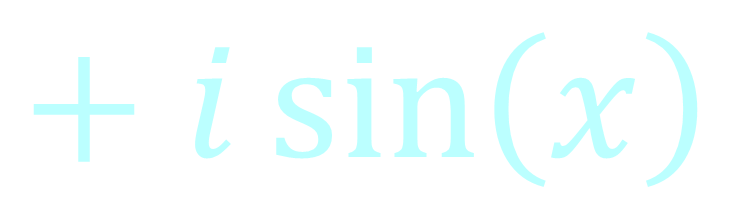 + i sin(x)